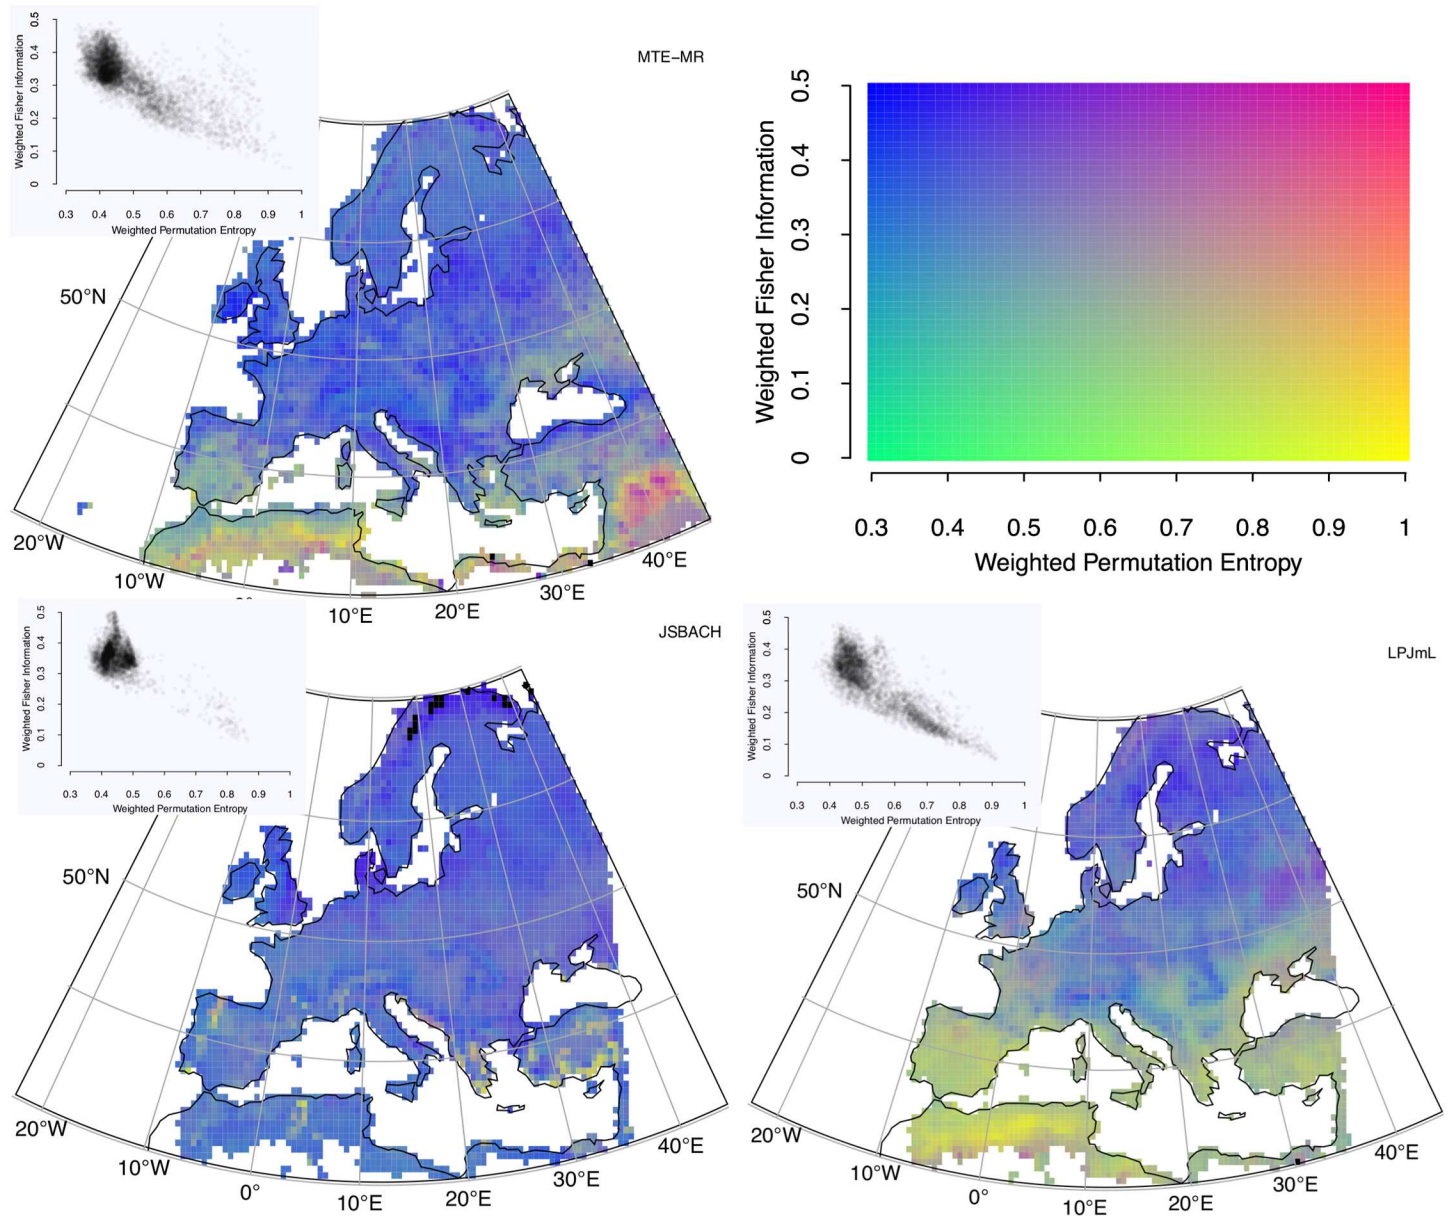 MTE−MR
Weighted Fisher Information
0.5
0.4
0.3
0.2
0.1
0
0.3 0.4 0.5 0.6 0.7 0.8 0.9 1
Weighted Permutation Entropy
50°N
20°W
10°W
10°E
20°E
30°E
40°E
Weighted Fisher Information
0.5
0.4
0.3
0.2
0.1
0
0.3 0.4 0.5 0.6 0.7 0.8 0.9 1
Weighted Permutation Entropy
JSBACH
Weighted Fisher Information
0.5
0.4
0.3
0.2
0.1
0
0.3 0.4 0.5 0.6 0.7 0.8 0.9 1
Weighted Permutation Entropy
50°N
20°W
10°W
0°
10°E
20°E
30°E
40°E
LPJmL
Weighted Fisher Information
0.5
0.4
0.3
0.2
0.1
0
0.3 0.4 0.5 0.6 0.7 0.8 0.9 1
Weighted Permutation Entropy
50°N
20°W
10°W
0°
10°E
20°E
30°E
40°E